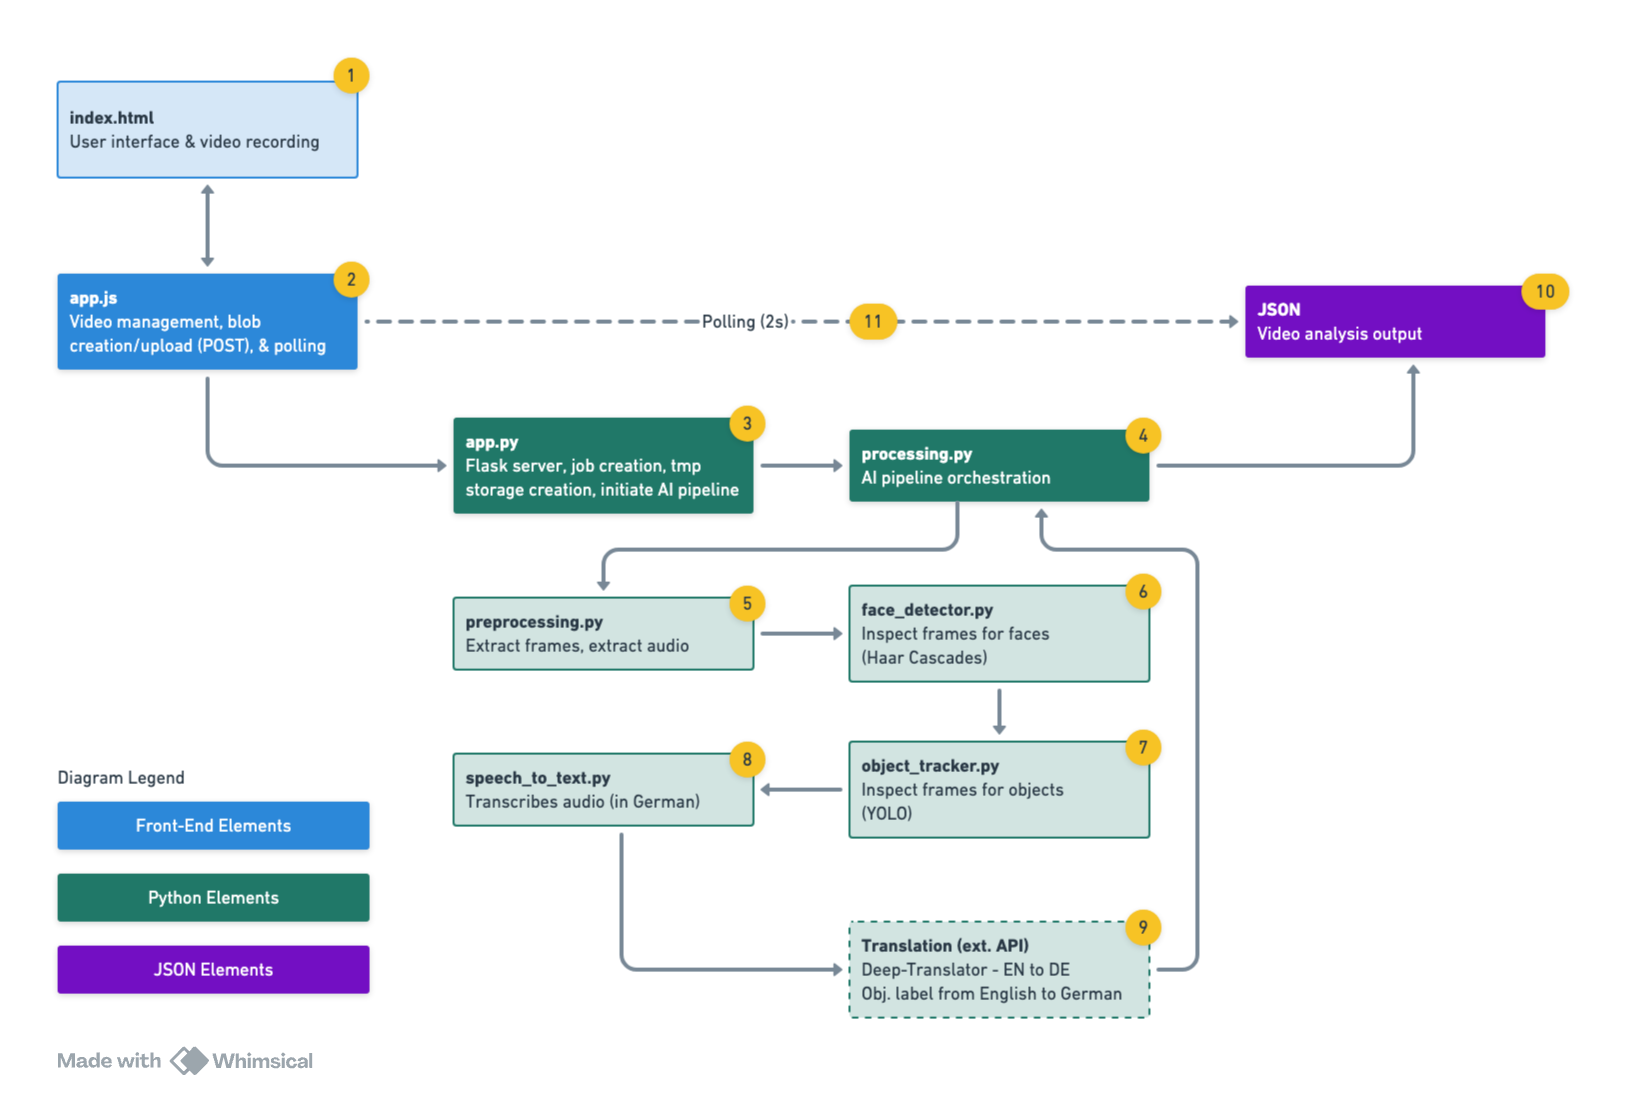 1
index.html
User interface & video recording
2
app.js
Video management, blob
creation/upload (POST), & polling
Polling (2s)
11
10
JSON
Video analysis output
3
app.py
Flask server, job creation, tmp
storage creation, initiate AI pipeline
4
processing.py
AI pipeline orchestration
5
preprocessing.py
Extract frames, extract audio
6
face_detector.py
Inspect frames for faces
(Haar Cascades)
7
object_tracker.py
Inspect frames for objects
(YOLO)
8
speech_to_text.py
Transcribes audio (in German)
9
Translation (ext. API)
Deep-Translator - EN to DE
Obj. label from English to German
Diagram Legend
Front-End Elements
Python Elements
JSON Elements
Made with Whimsical